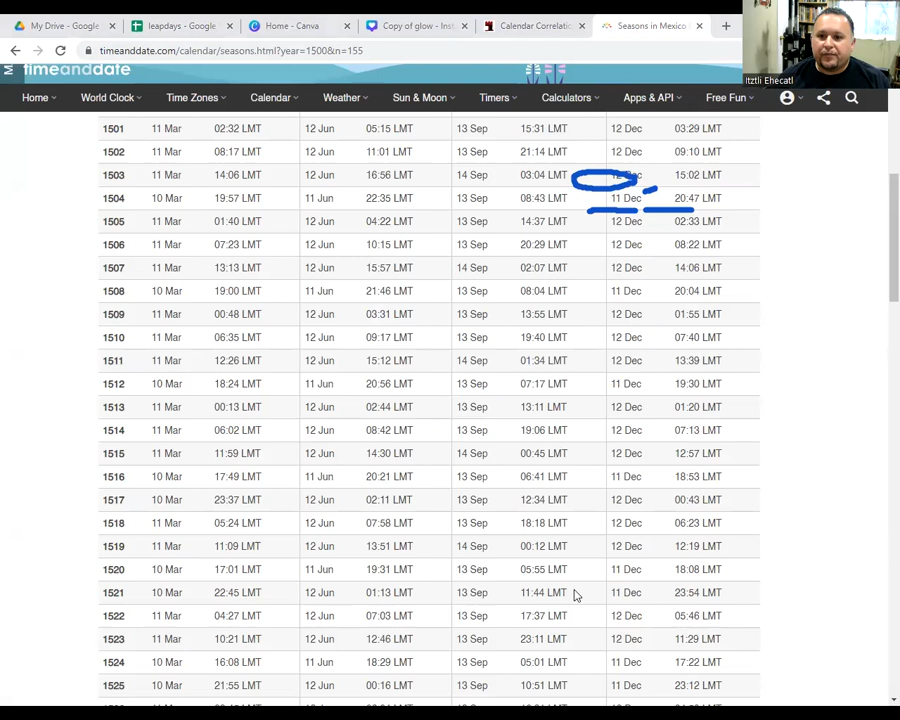 My Drive - Google
leapdays - Google
Home - Canva
Copy of glow - Inst
Calendar Correlatio
Seasons in Mexico
timeanddate.com/calendar/seasons.html?year=1500&n=155
Itztli Ehecatl
timeanddate
Home World Clock Time Zones Calendar Weather Sun & Moon Timers Calculators Apps & API Free Fun
1501 11 Mar 02:32 LMT 12 Jun 05:15 LMT 13 Sep 15:31 LMT 12 Dec 03:29 LMT
1502 11 Mar 08:17 LMT 12 Jun 11:01 LMT 13 Sep 21:14 LMT 12 Dec 09:10 LMT
1503 11 Mar 14:06 LMT 12 Jun 16:56 LMT 14 Sep 03:04 LMT 12 Dec 15:02 LMT
1504 10 Mar 19:57 LMT 11 Jun 22:35 LMT 13 Sep 08:43 LMT 11 Dec 20:47 LMT
1505 11 Mar 01:40 LMT 12 Jun 04:22 LMT 13 Sep 14:37 LMT 12 Dec 02:33 LMT
1506 11 Mar 07:23 LMT 12 Jun 10:15 LMT 13 Sep 20:29 LMT 12 Dec 08:22 LMT
1507 11 Mar 13:13 LMT 12 Jun 15:57 LMT 14 Sep 02:07 LMT 12 Dec 14:06 LMT
1508 10 Mar 19:00 LMT 11 Jun 21:46 LMT 13 Sep 08:04 LMT 11 Dec 20:04 LMT
1509 11 Mar 00:48 LMT 12 Jun 03:31 LMT 13 Sep 13:55 LMT 12 Dec 01:55 LMT
1510 11 Mar 06:35 LMT 12 Jun 09:17 LMT 13 Sep 19:40 LMT 12 Dec 07:40 LMT
1511 11 Mar 12:26 LMT 12 Jun 15:12 LMT 14 Sep 01:34 LMT 12 Dec 13:39 LMT
1512 10 Mar 18:24 LMT 11 Jun 20:56 LMT 13 Sep 07:17 LMT 11 Dec 19:30 LMT
1513 11 Mar 00:13 LMT 12 Jun 02:44 LMT 13 Sep 13:11 LMT 12 Dec 01:20 LMT
1514 11 Mar 06:02 LMT 12 Jun 08:42 LMT 13 Sep 19:06 LMT 12 Dec 07:13 LMT
1515 11 Mar 11:59 LMT 12 Jun 14:30 LMT 14 Sep 00:45 LMT 12 Dec 12:57 LMT
1516 10 Mar 17:49 LMT 11 Jun 20:21 LMT 13 Sep 06:41 LMT 11 Dec 18:53 LMT
1517 10 Mar 23:37 LMT 12 Jun 02:11 LMT 13 Sep 12:34 LMT 12 Dec 00:43 LMT
1518 11 Mar 05:24 LMT 12 Jun 07:58 LMT 13 Sep 18:18 LMT 12 Dec 06:23 LMT
1519 11 Mar 11:09 LMT 12 Jun 13:51 LMT 14 Sep 00:12 LMT 12 Dec 12:19 LMT
1520 10 Mar 17:01 LMT 11 Jun 19:31 LMT 13 Sep 05:55 LMT 11 Dec 18:08 LMT
1521 10 Mar 22:45 LMT 12 Jun 01:13 LMT 13 Sep 11:44 LMT 11 Dec 23:54 LMT
1522 11 Mar 04:27 LMT 12 Jun 07:03 LMT 13 Sep 17:37 LMT 12 Dec 05:46 LMT
1523 11 Mar 10:21 LMT 12 Jun 12:46 LMT 13 Sep 23:11 LMT 12 Dec 11:29 LMT
1524 10 Mar 16:08 LMT 11 Jun 18:29 LMT 13 Sep 05:01 LMT 11 Dec 17:22 LMT
1525 10 Mar 21:55 LMT 12 Jun 00:16 LMT 13 Sep 10:51 LMT 11 Dec 23:12 LMT